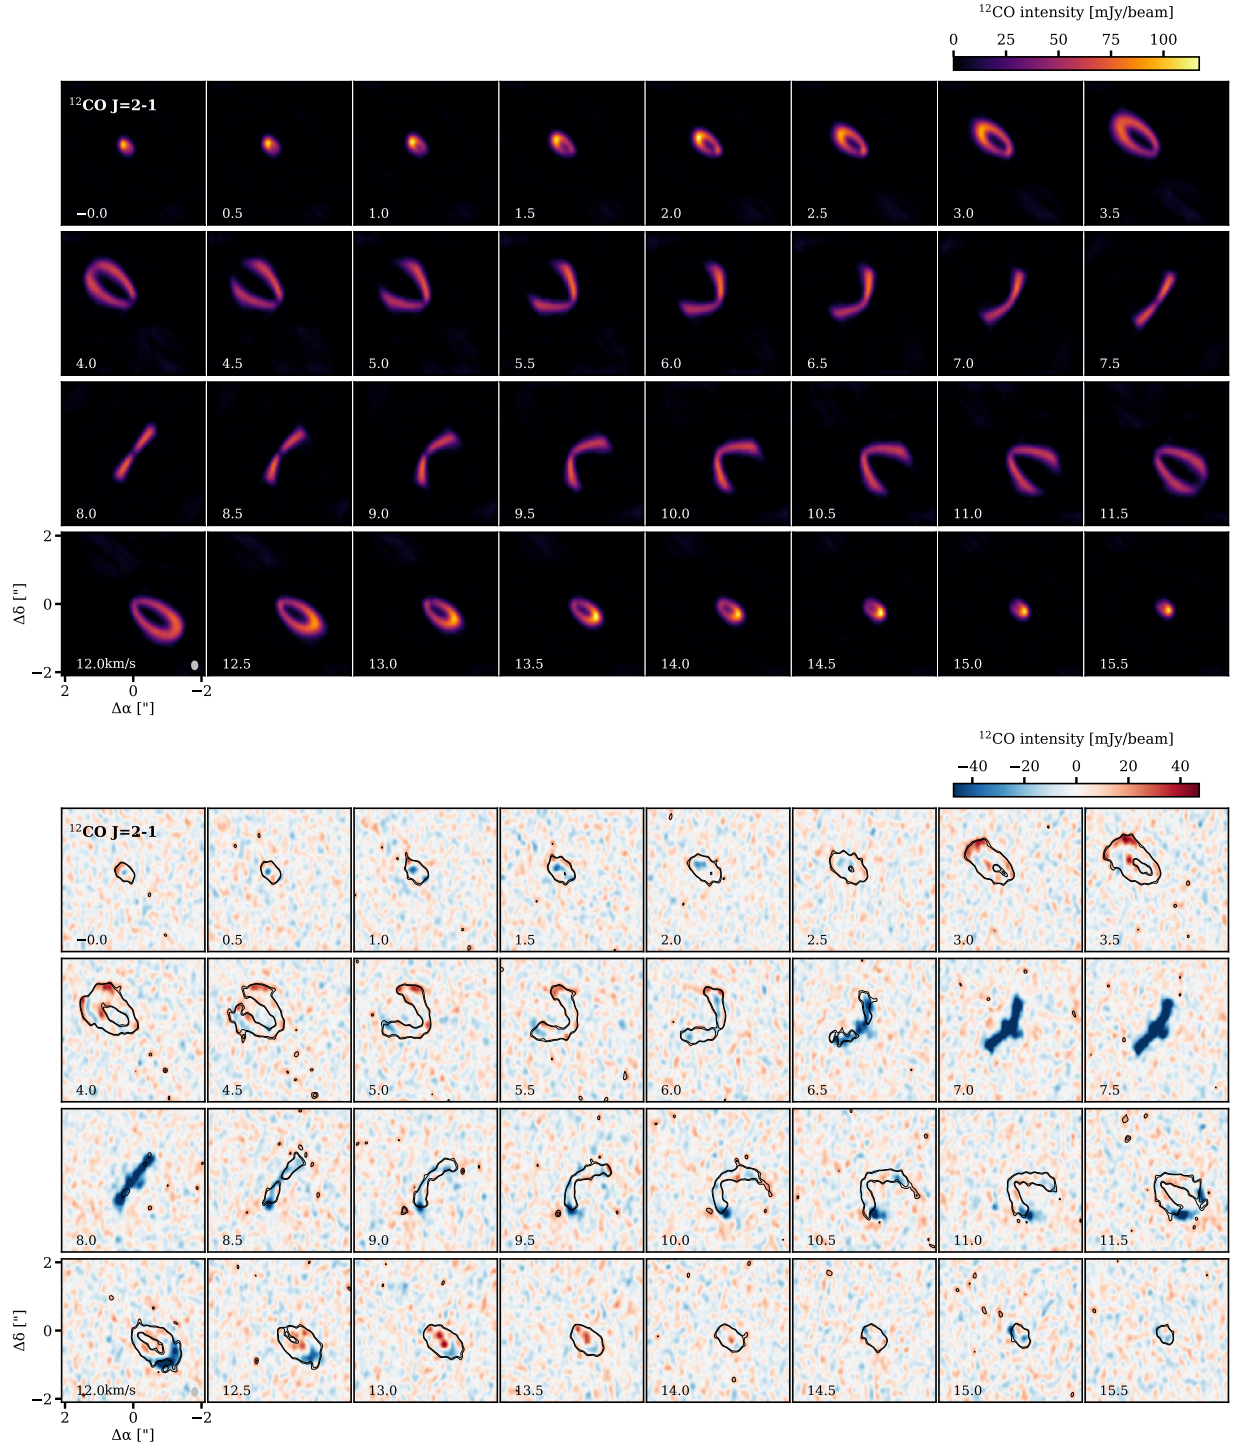 ¹²CO intensity [mJy/beam]
0 25 50 75 100
¹²CO J=2-1
−0.0 0.5 1.0 1.5 2.0 2.5 3.0 3.5
4.0 4.5 5.0 5.5 6.0 6.5 7.0 7.5
8.0 8.5 9.0 9.5 10.0 10.5 11.0 11.5
2
0
−2
Δδ ["]
12.0km/s 12.5 13.0 13.5 14.0 14.5 15.0 15.5
2 0 −2
Δα ["]
¹²CO intensity [mJy/beam]
−40 −20 0 20 40
¹²CO J=2-1
−0.0 0.5 1.0 1.5 2.0 2.5 3.0 3.5
4.0 4.5 5.0 5.5 6.0 6.5 7.0 7.5
8.0 8.5 9.0 9.5 10.0 10.5 11.0 11.5
2
0
−2
Δδ ["]
12.0km/s 12.5 13.0 13.5 14.0 14.5 15.0 15.5
2 0 −2
Δα ["]